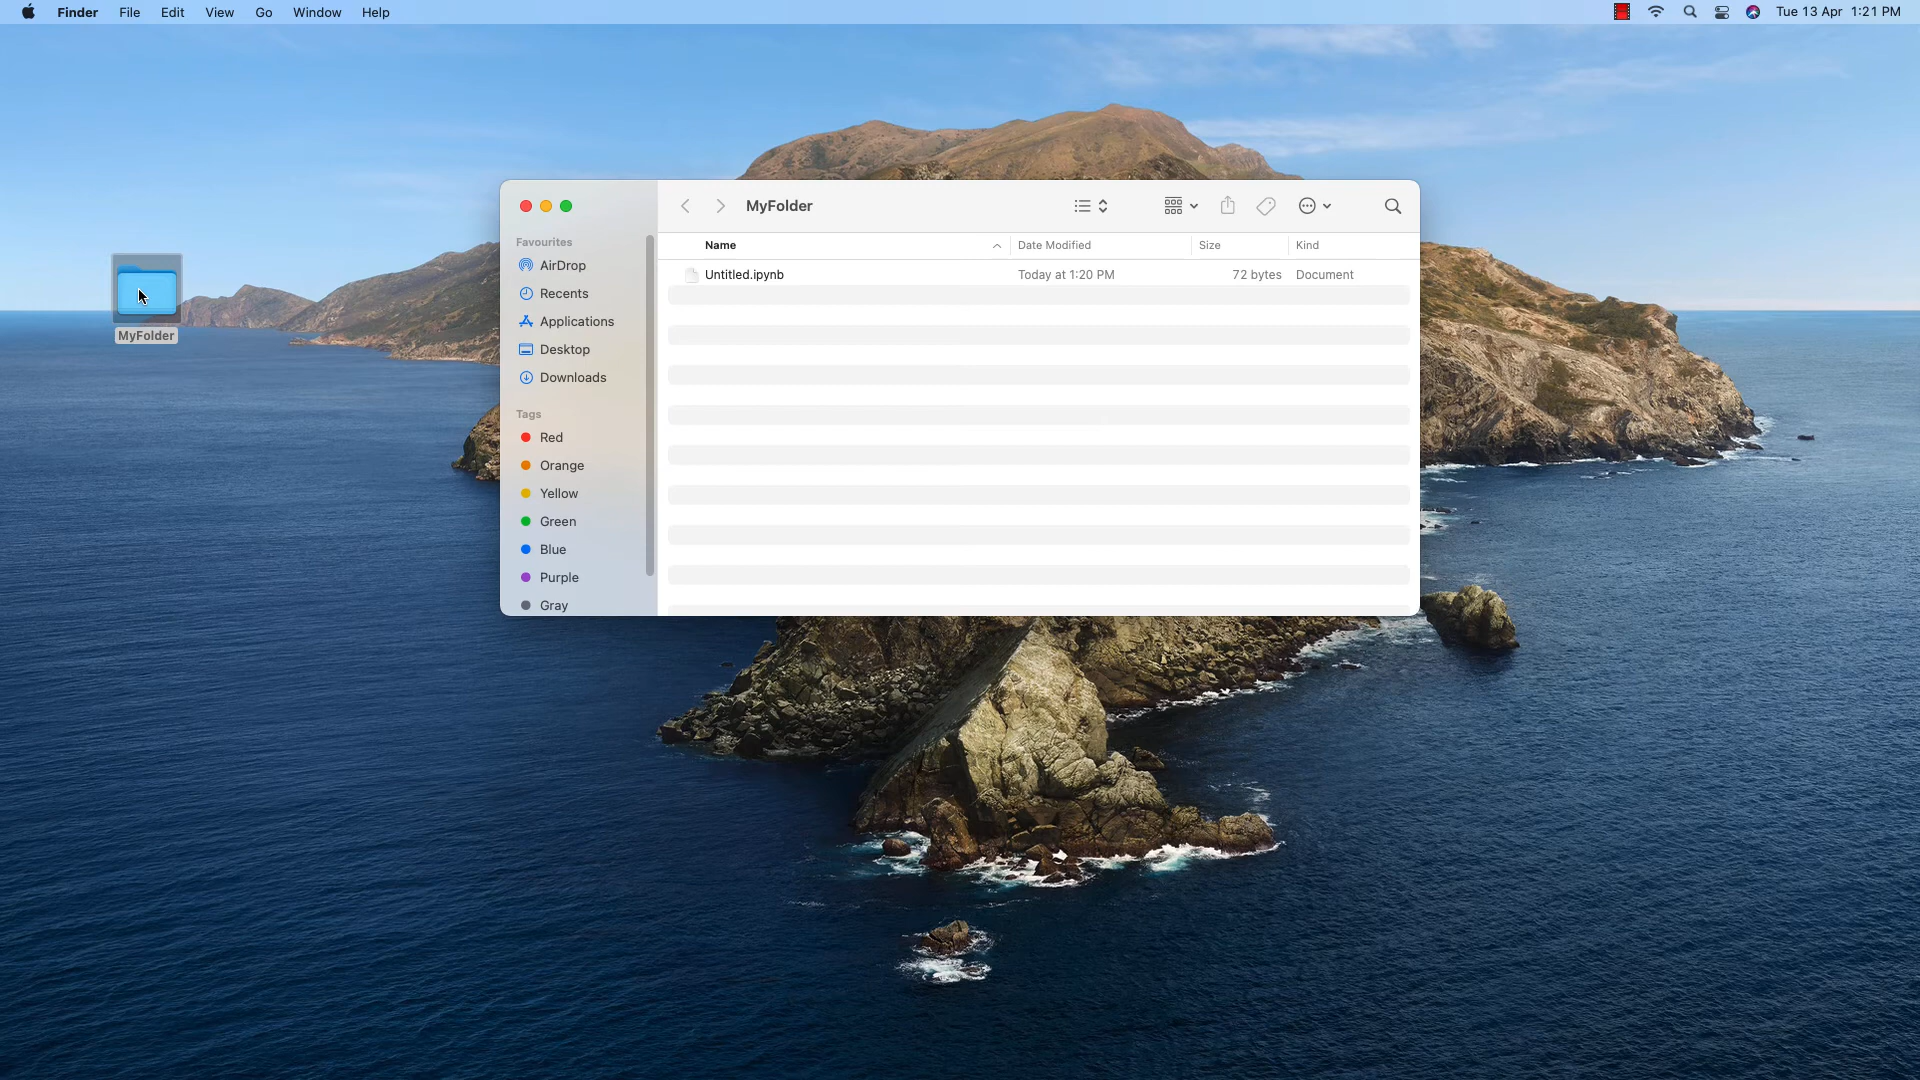 Finder File Edit View Go Window Help Tue 13 Apr 1:21 PM
MyFolder
MyFolder
Favourites
AirDrop
Recents
Applications
Desktop
Downloads
Tags
Red
Orange
Yellow
Green
Blue
Purple
Gray
Name Date Modified Size Kind
Untitled.ipynb Today at 1:20 PM 72 bytes Document